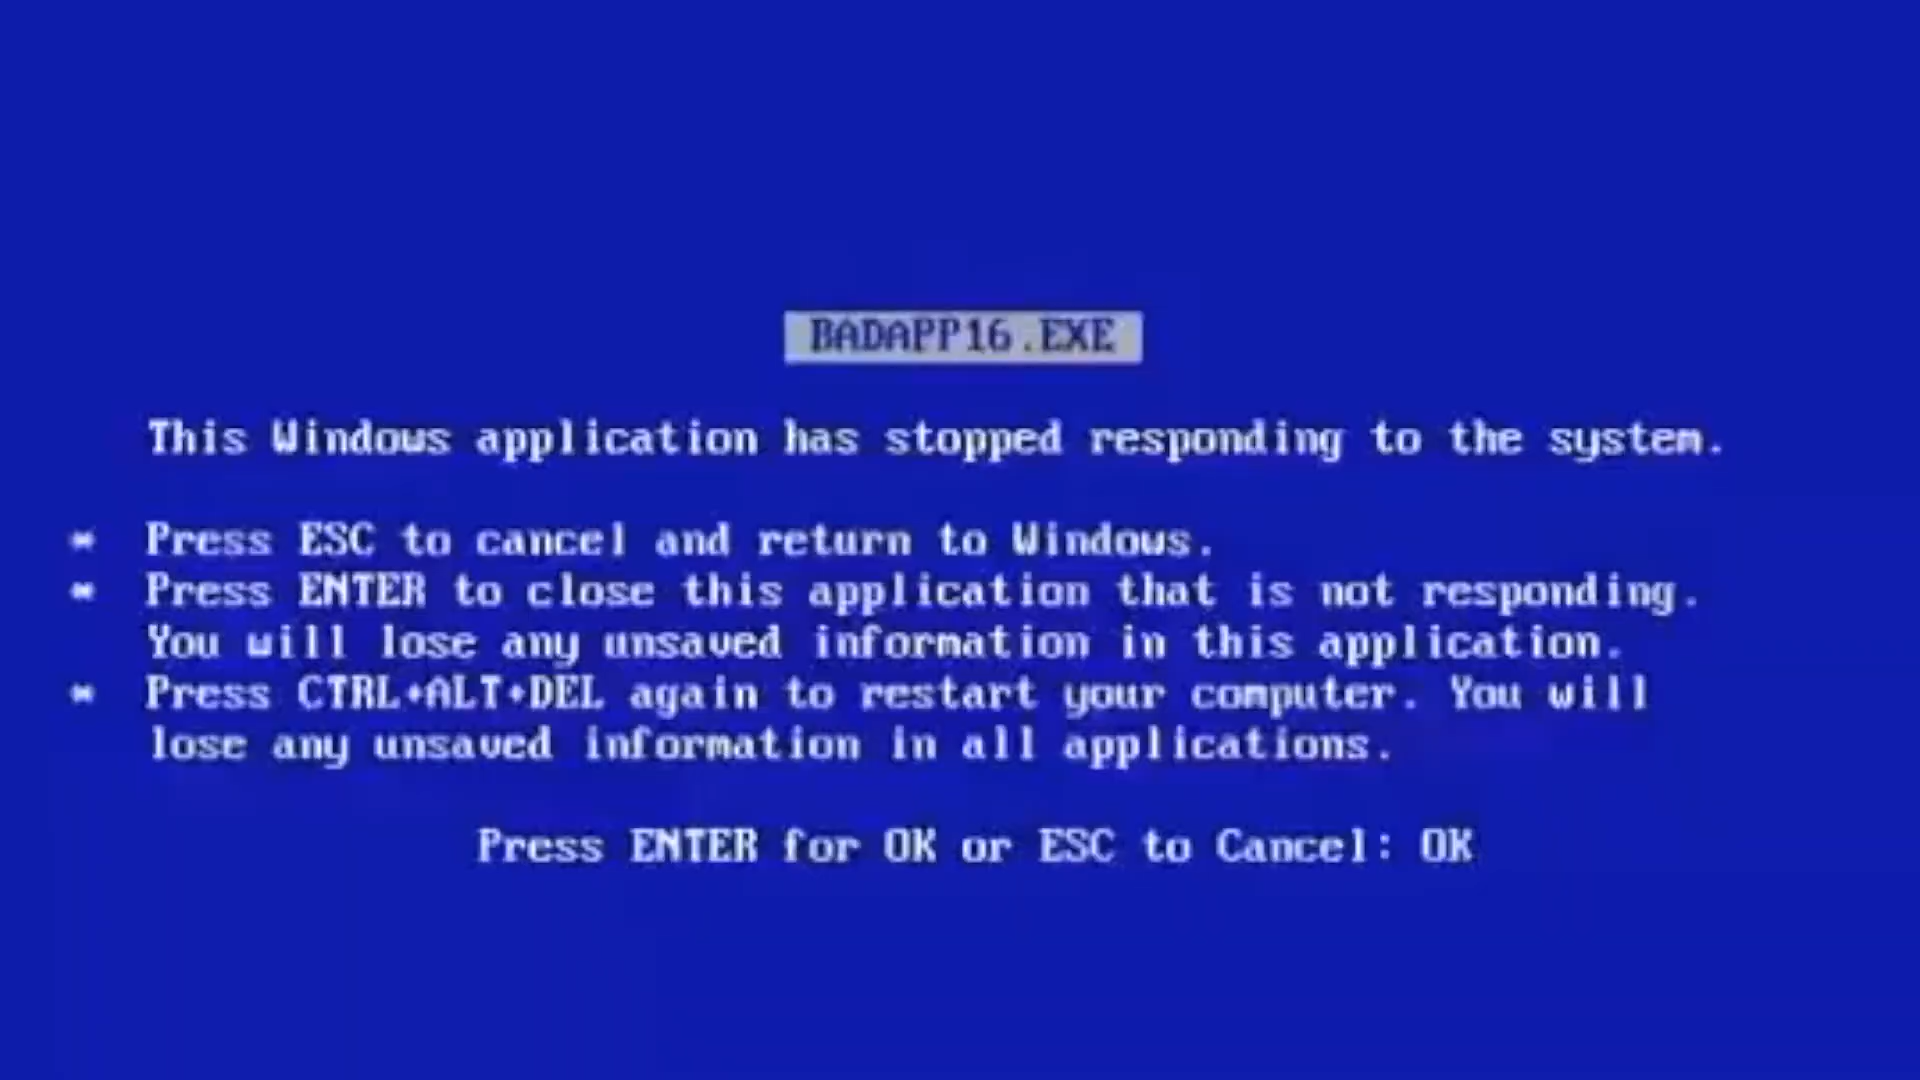 BADAPP16.EXE
This Windows application has stopped responding to the system.
* Press ESC to cancel and return to Windows.
* Press ENTER to close this application that is not responding.
You will lose any unsaved information in this application.
* Press CTRL+ALT+DEL again to restart your computer. You will
lose any unsaved information in all applications.
Press ENTER for OK or ESC to Cancel: OK